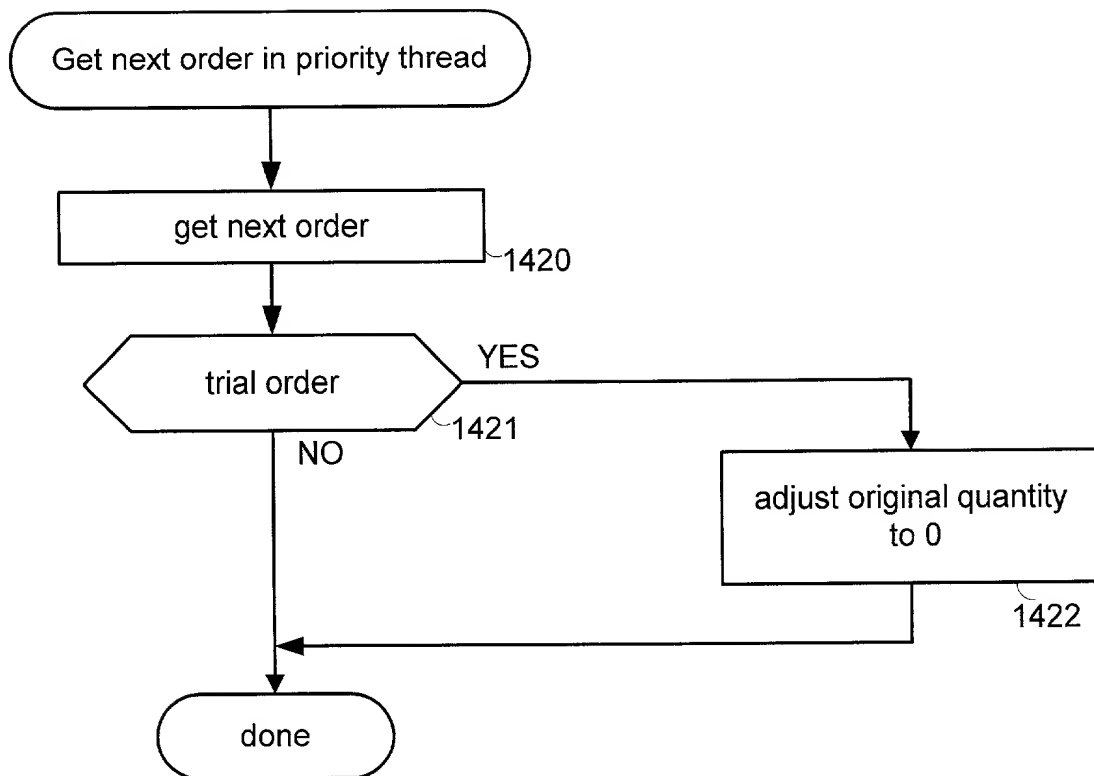 Get next order in priority thread
get next order
1420
trial order
YES
1421
NO
adjust original quantity
to 0
1422
done